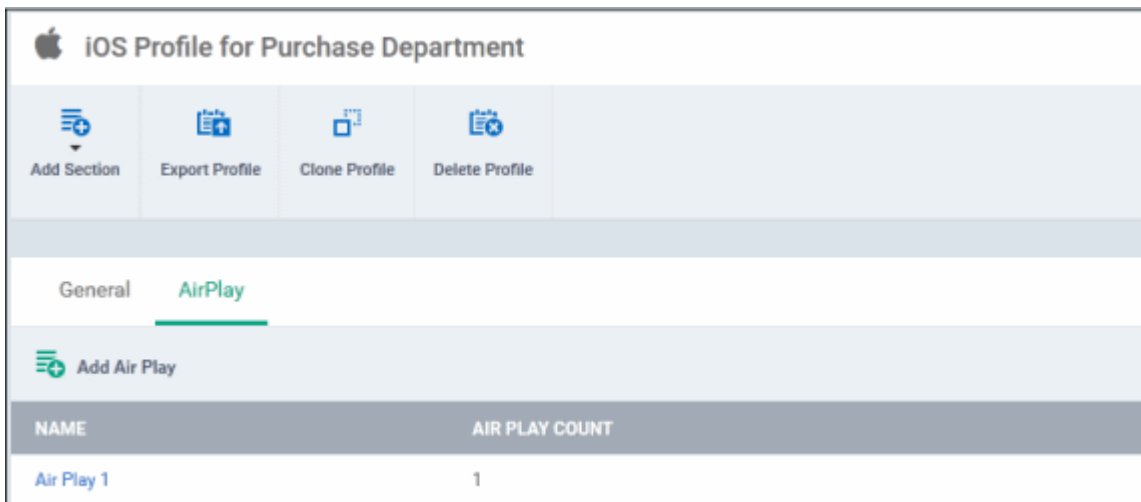 iOS Profile for Purchase Department
Add Section Export Profile Clone Profile Delete Profile
General AirPlay
Add Air Play
NAME AIR PLAY COUNT
Air Play 1 1